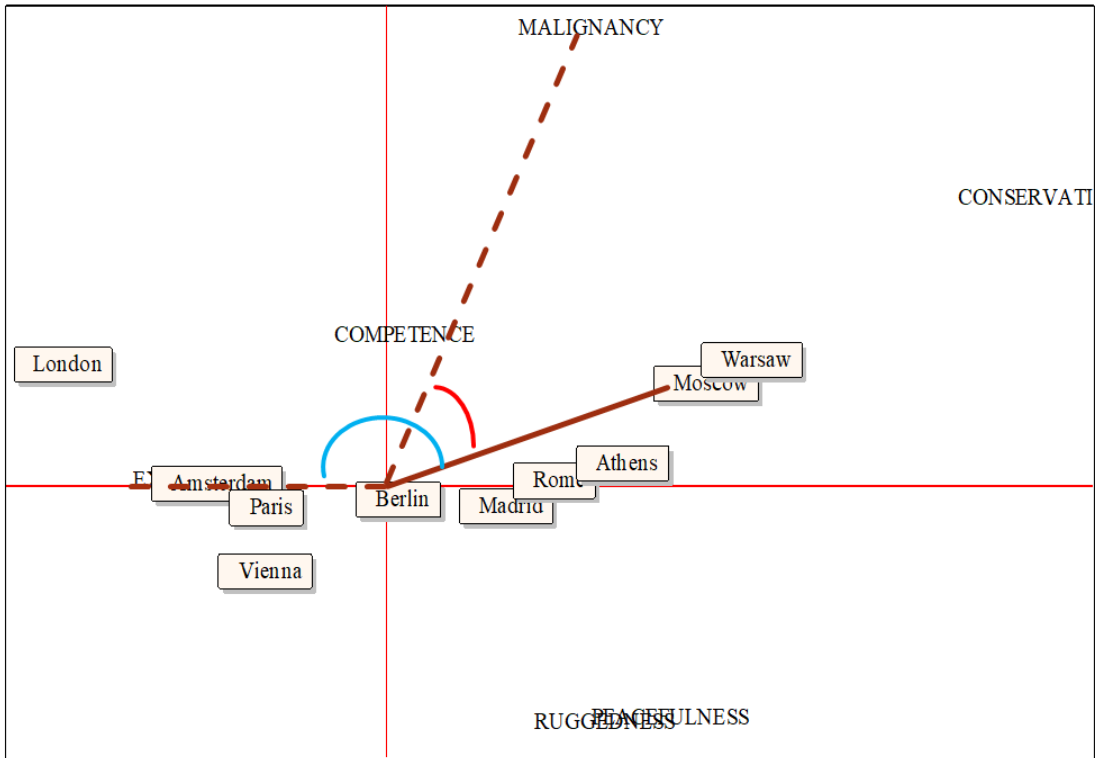 MALIGNANCY
CONSERVATI
COMPETENCE
London
Warsaw
Moscow
Athens
Rome
Amsterdam
Paris
Berlin
Madrid
Vienna
PEACEFULNESS
RUGGEDNESS